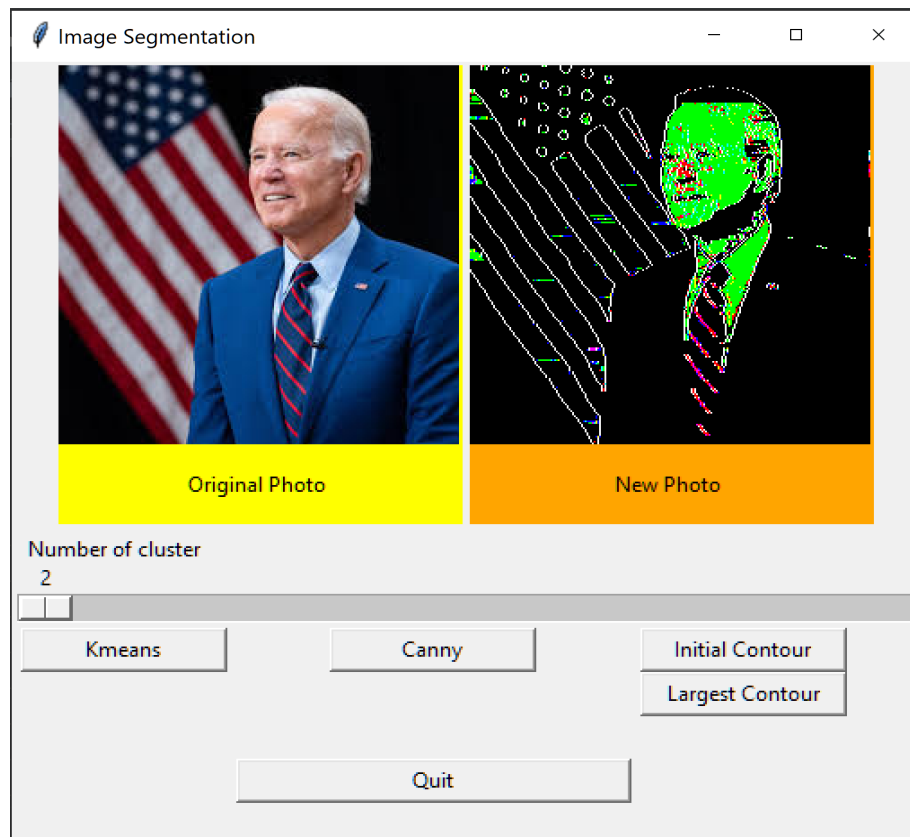 Image Segmentation
Original Photo
New Photo
Number of cluster
2
Kmeans
Canny
Initial Contour
Largest Contour
Quit